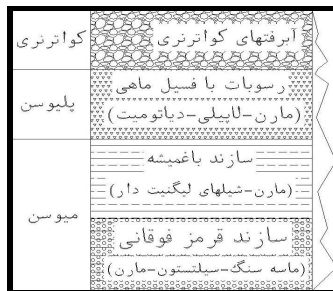 کواترنری
آبرفتهای کواترنری
پلیوسن
رسوبات با فسیل ماهی
(مارن-لاپیلی-دیاتومیت)
میوسن
سازند باغمیشه
(مارن-شیلهای لیگنیت دار)
سازند قرمز فوقانی
(ماسه سنگ-سیلتستون-مارن)